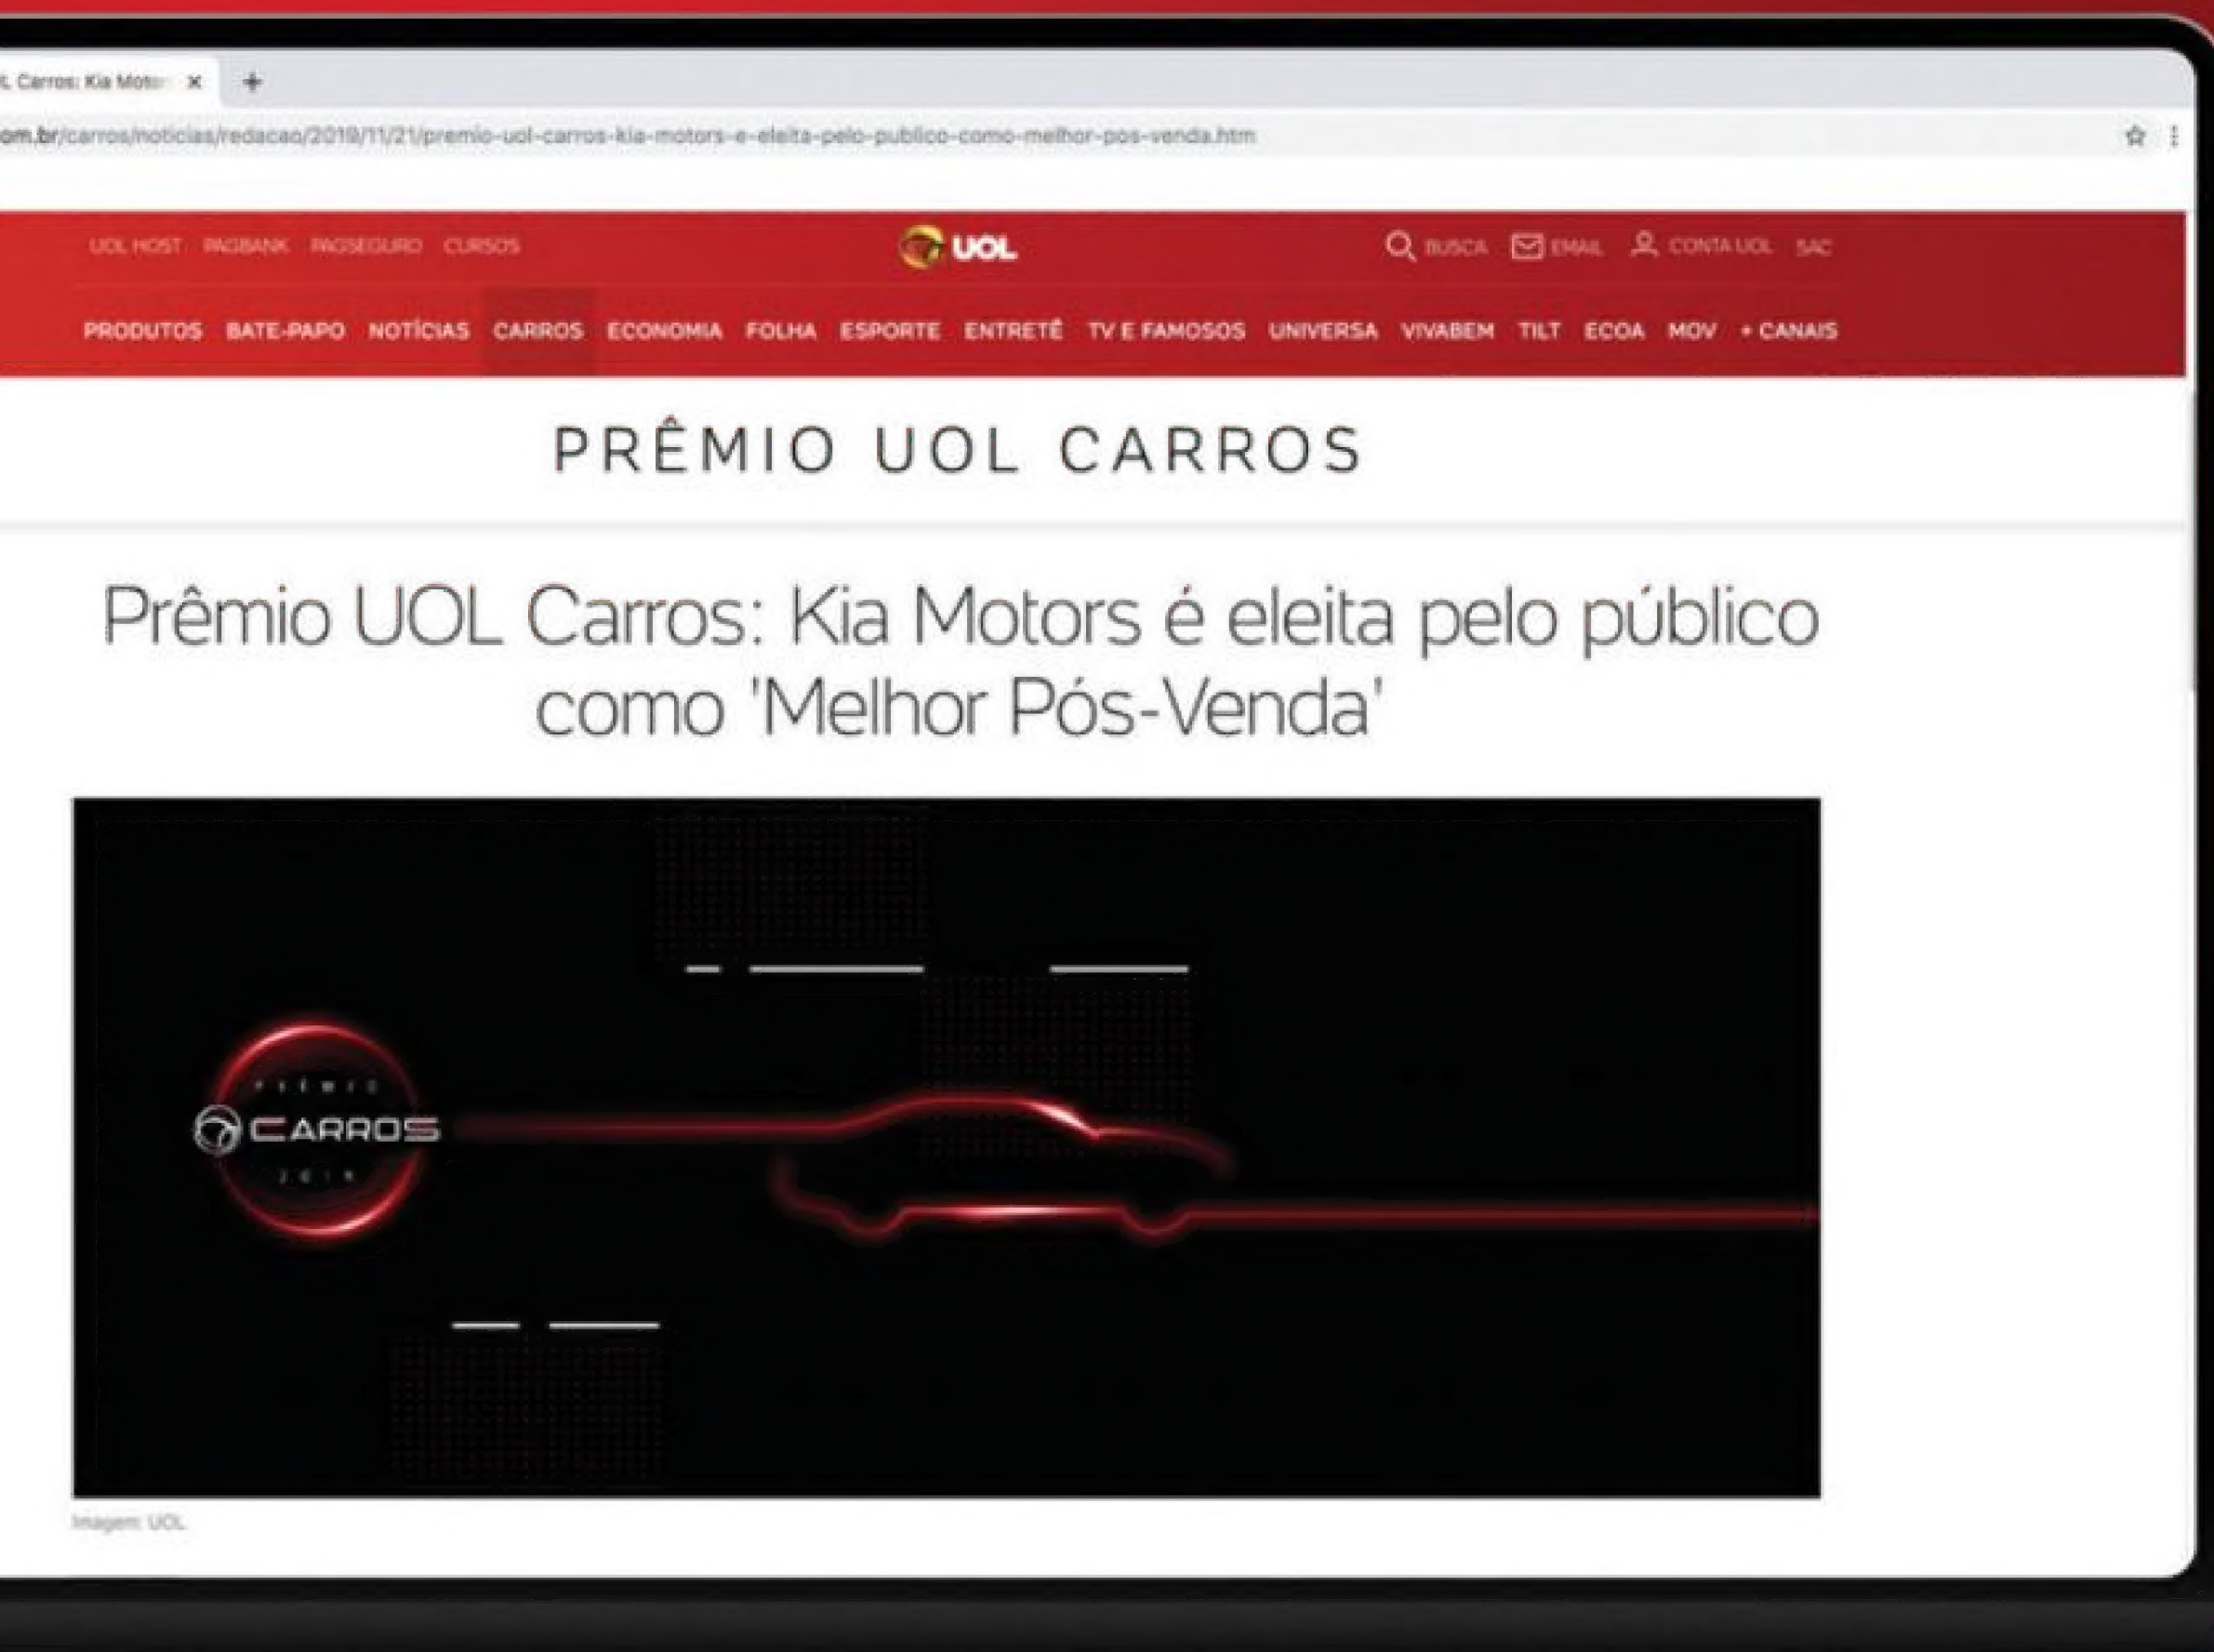 Carros: Kia Motor
om.br/carros/noticias/redacao/2019/11/21/premio-uol-carros-kia-motors-e-eleita-pelo-publico-como-melhor-pos-venda.htm
UOL HOST PAGBANK PAGSEGURO CURSOS UOL BUSCA EMAIL CONTA UOL SAC
PRODUTOS BATE-PAPO NOTÍCIAS CARROS ECONOMIA FOLHA ESPORTE ENTRETÊ TV E FAMOSOS UNIVERSA VIVABEM TILT ECOA MOV + CANAIS
PRÊMIO UOL CARROS
Prêmio UOL Carros: Kia Motors é eleita pelo público
como 'Melhor Pós-Venda'
PRÊMIO
CARROS
2019
Imagem: UOL